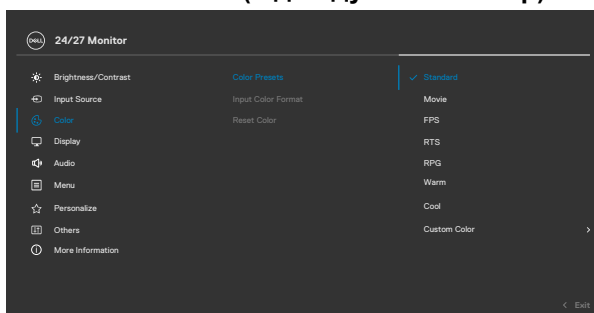 DELL 24/27 Monitor
Brightness/Contrast Color Presets Standard
Input Source Input Color Format Movie
Color Reset Color FPS
Display RTS
Audio RPG
Menu Warm
Personalize Cool
Others Custom Color
More Information
Exit